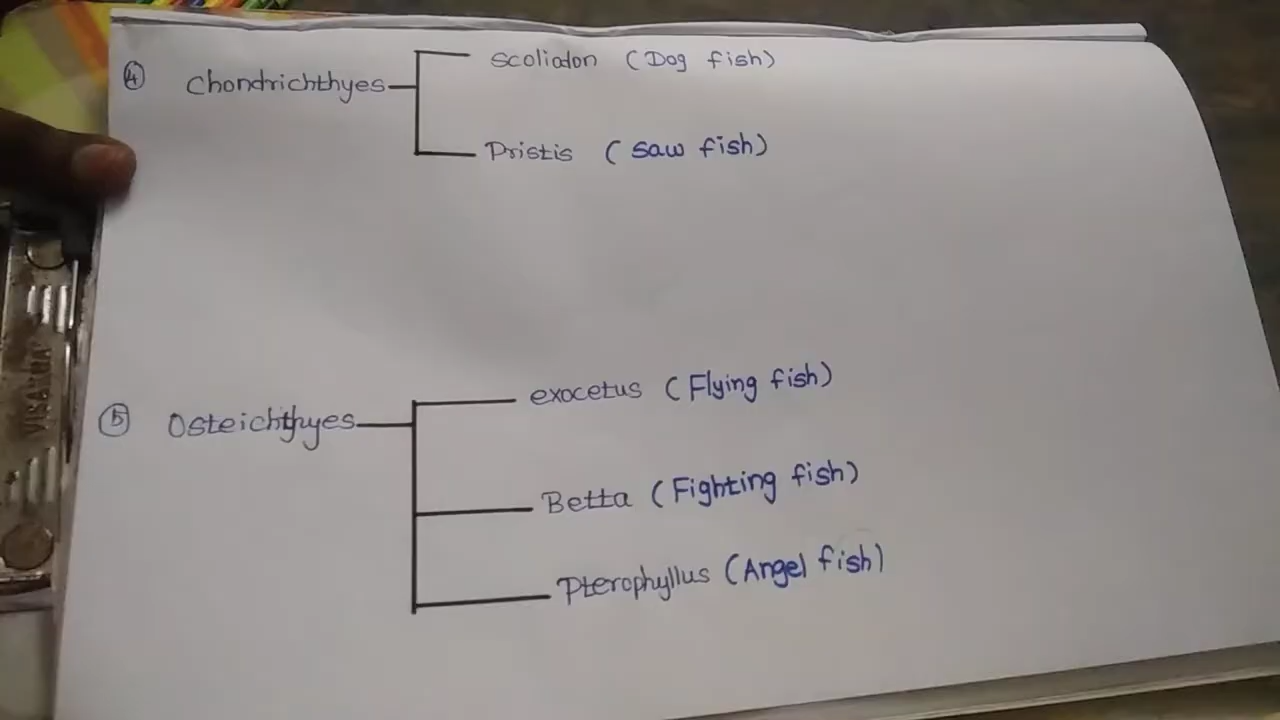 ④ Chondrichthyes
Scoliodon (Dog fish)
Pristis (Saw fish)
⑤ Osteichthyes
exocetus (Flying fish)
Betta (Fighting fish)
Pterophyllus (Angel fish)